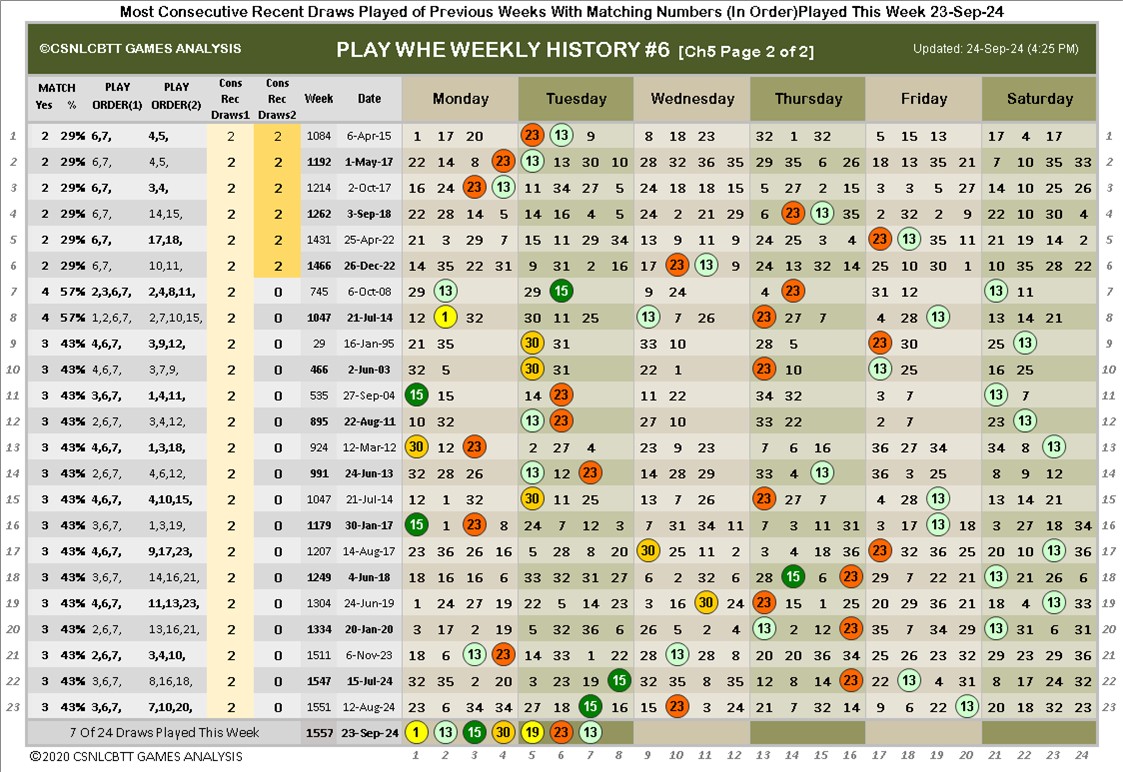 Most Consecutive Recent Draws Played of Previous Weeks With Matching Numbers (In Order)Played This Week 23-Sep-24
©CSNLCBTT GAMES ANALYSIS PLAY WHE WEEKLY HISTORY #6 [Ch5 Page 2 of 2] Updated: 24-Sep-24 (4:25 PM)
MATCH Yes % PLAY ORDER(1) PLAY ORDER(2) Cons Rec Draws1 Cons Rec Draws2 Week Date Monday Tuesday Wednesday Thursday Friday Saturday
1 2 29% 6,7, 4,5, 2 2 1084 6-Apr-15 1 17 20 23 13 9 8 18 23 32 1 32 5 15 13 17 4 17 1
2 2 29% 6,7, 4,5, 2 2 1192 1-May-17 22 14 8 23 13 13 30 10 28 32 36 35 29 35 6 26 18 13 35 21 7 10 35 33 2
3 2 29% 6,7, 3,4, 2 2 1214 2-Oct-17 16 24 23 13 11 34 27 5 24 18 18 15 5 27 2 15 3 3 5 27 14 10 25 26 3
4 2 29% 6,7, 14,15, 2 2 1262 3-Sep-18 22 28 14 5 14 16 4 5 24 2 21 29 6 23 13 35 2 32 2 9 22 10 30 4 4
5 2 29% 6,7, 17,18, 2 2 1431 25-Apr-22 21 3 29 7 15 11 29 34 13 9 11 9 24 25 3 4 23 13 35 11 21 19 14 2 5
6 2 29% 6,7, 10,11, 2 2 1466 26-Dec-22 14 35 22 31 9 31 2 16 17 23 13 9 24 13 32 14 25 10 30 1 10 35 28 22 6
7 4 57% 2,3,6,7, 2,4,8,11, 2 0 745 6-Oct-08 29 13 29 15 9 24 4 23 31 12 13 11 7
8 4 57% 1,2,6,7, 2,7,10,15, 2 0 1047 21-Jul-14 12 1 32 30 11 25 13 7 26 23 27 7 4 28 13 13 14 21 8
9 3 43% 4,6,7, 3,9,12, 2 0 29 16-Jan-95 21 35 30 31 33 10 28 5 23 30 25 13 9
10 3 43% 4,6,7, 3,7,9, 2 0 466 2-Jun-03 32 5 30 31 22 1 23 10 13 25 16 25 10
11 3 43% 3,6,7, 1,4,11, 2 0 535 27-Sep-04 15 15 14 23 11 22 34 32 3 7 13 7 11
12 3 43% 2,6,7, 3,4,12, 2 0 895 22-Aug-11 10 32 13 23 27 10 33 22 2 7 23 13 12
13 3 43% 4,6,7, 1,3,18, 2 0 924 12-Mar-12 30 12 23 2 27 4 23 9 23 7 6 16 36 27 34 34 8 13 13
14 3 43% 2,6,7, 4,6,12, 2 0 991 24-Jun-13 32 28 26 13 12 23 14 28 29 33 4 13 36 3 25 8 9 12 14
15 3 43% 4,6,7, 4,10,15, 2 0 1047 21-Jul-14 12 1 32 30 11 25 13 7 26 23 27 7 4 28 13 13 14 21 15
16 3 43% 3,6,7, 1,3,19, 2 0 1179 30-Jan-17 15 1 23 8 24 7 12 3 7 31 34 11 7 3 11 31 3 17 13 18 3 27 18 34 16
17 3 43% 4,6,7, 9,17,23, 2 0 1207 14-Aug-17 23 36 26 16 5 28 8 20 30 25 11 2 3 4 18 36 23 32 36 25 20 10 13 36 17
18 3 43% 3,6,7, 14,16,21, 2 0 1249 4-Jun-18 18 16 16 6 33 32 31 27 6 2 32 6 28 15 6 23 29 7 22 21 13 21 26 6 18
19 3 43% 4,6,7, 11,13,23, 2 0 1304 24-Jun-19 1 24 27 19 22 5 14 23 3 16 30 24 23 15 1 25 20 29 36 21 18 4 13 33 19
20 3 43% 2,6,7, 13,16,21, 2 0 1334 20-Jan-20 3 17 2 19 5 32 36 6 26 5 2 4 13 2 12 23 35 7 34 29 13 31 6 31 20
21 3 43% 2,6,7, 3,4,10, 2 0 1511 6-Nov-23 18 6 13 23 14 33 1 22 28 13 28 8 20 20 36 34 25 26 23 32 29 23 29 36 21
22 3 43% 3,6,7, 8,16,18, 2 0 1547 15-Jul-24 32 35 2 20 3 23 19 15 32 35 8 35 12 8 14 23 22 13 4 31 8 17 24 32 22
23 3 43% 3,6,7, 7,10,20, 2 0 1551 12-Aug-24 23 6 34 34 27 18 15 16 15 23 3 24 21 7 32 14 9 6 22 13 20 18 32 23 23
7 Of 24 Draws Played This Week 1557 23-Sep-24 1 13 15 30 19 23 13
©2020 CSNLCBTT GAMES ANALYSIS 1 2 3 4 5 6 7 8 9 10 11 12 13 14 15 16 17 18 19 20 21 22 23 24